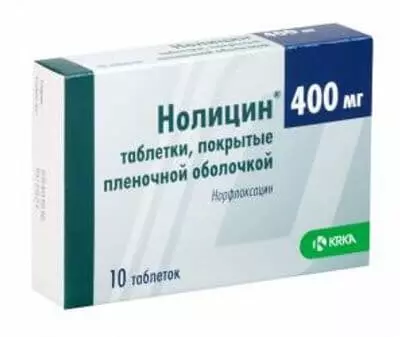 Нолицин®
400 мг
таблетки, покрытые
пленочной оболочкой
Норфлоксацин
KRKA
10 таблеток